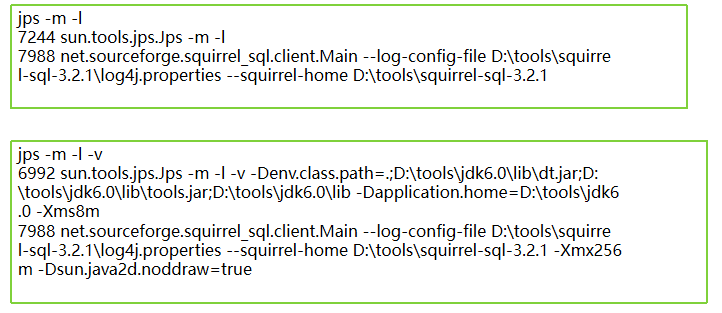 jps -m -l
7244 sun.tools.jps.Jps -m -l
7988 net.sourceforge.squirrel_sql.client.Main --log-config-file D:\tools\squirre
l-sql-3.2.1\log4j.properties --squirrel-home D:\tools\squirrel-sql-3.2.1
jps -m -l -v
6992 sun.tools.jps.Jps -m -l -v -Denv.class.path=.;D:\tools\jdk6.0\lib\dt.jar;D:
\tools\jdk6.0\lib\tools.jar;D:\tools\jdk6.0\lib -Dapplication.home=D:\tools\jdk6
.0 -Xms8m
7988 net.sourceforge.squirrel_sql.client.Main --log-config-file D:\tools\squirre
l-sql-3.2.1\log4j.properties --squirrel-home D:\tools\squirrel-sql-3.2.1 -Xmx256
m -Dsun.java2d.noddraw=true